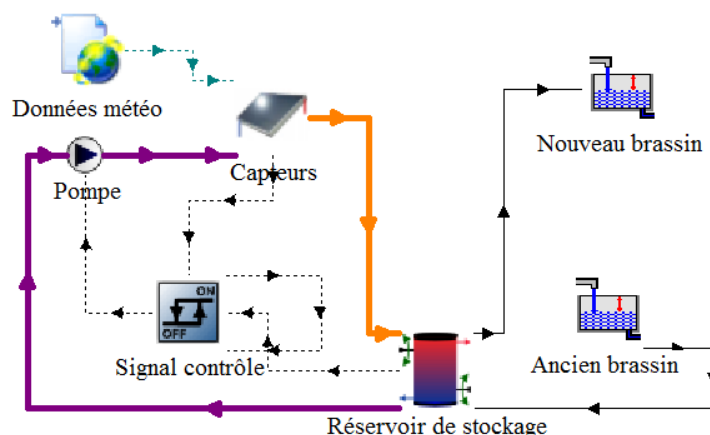 Données météo
Nouveau brassin
Capteurs
Pompe
ON
OFF
Signal contrôle
Ancien brassin
Réservoir de stockage